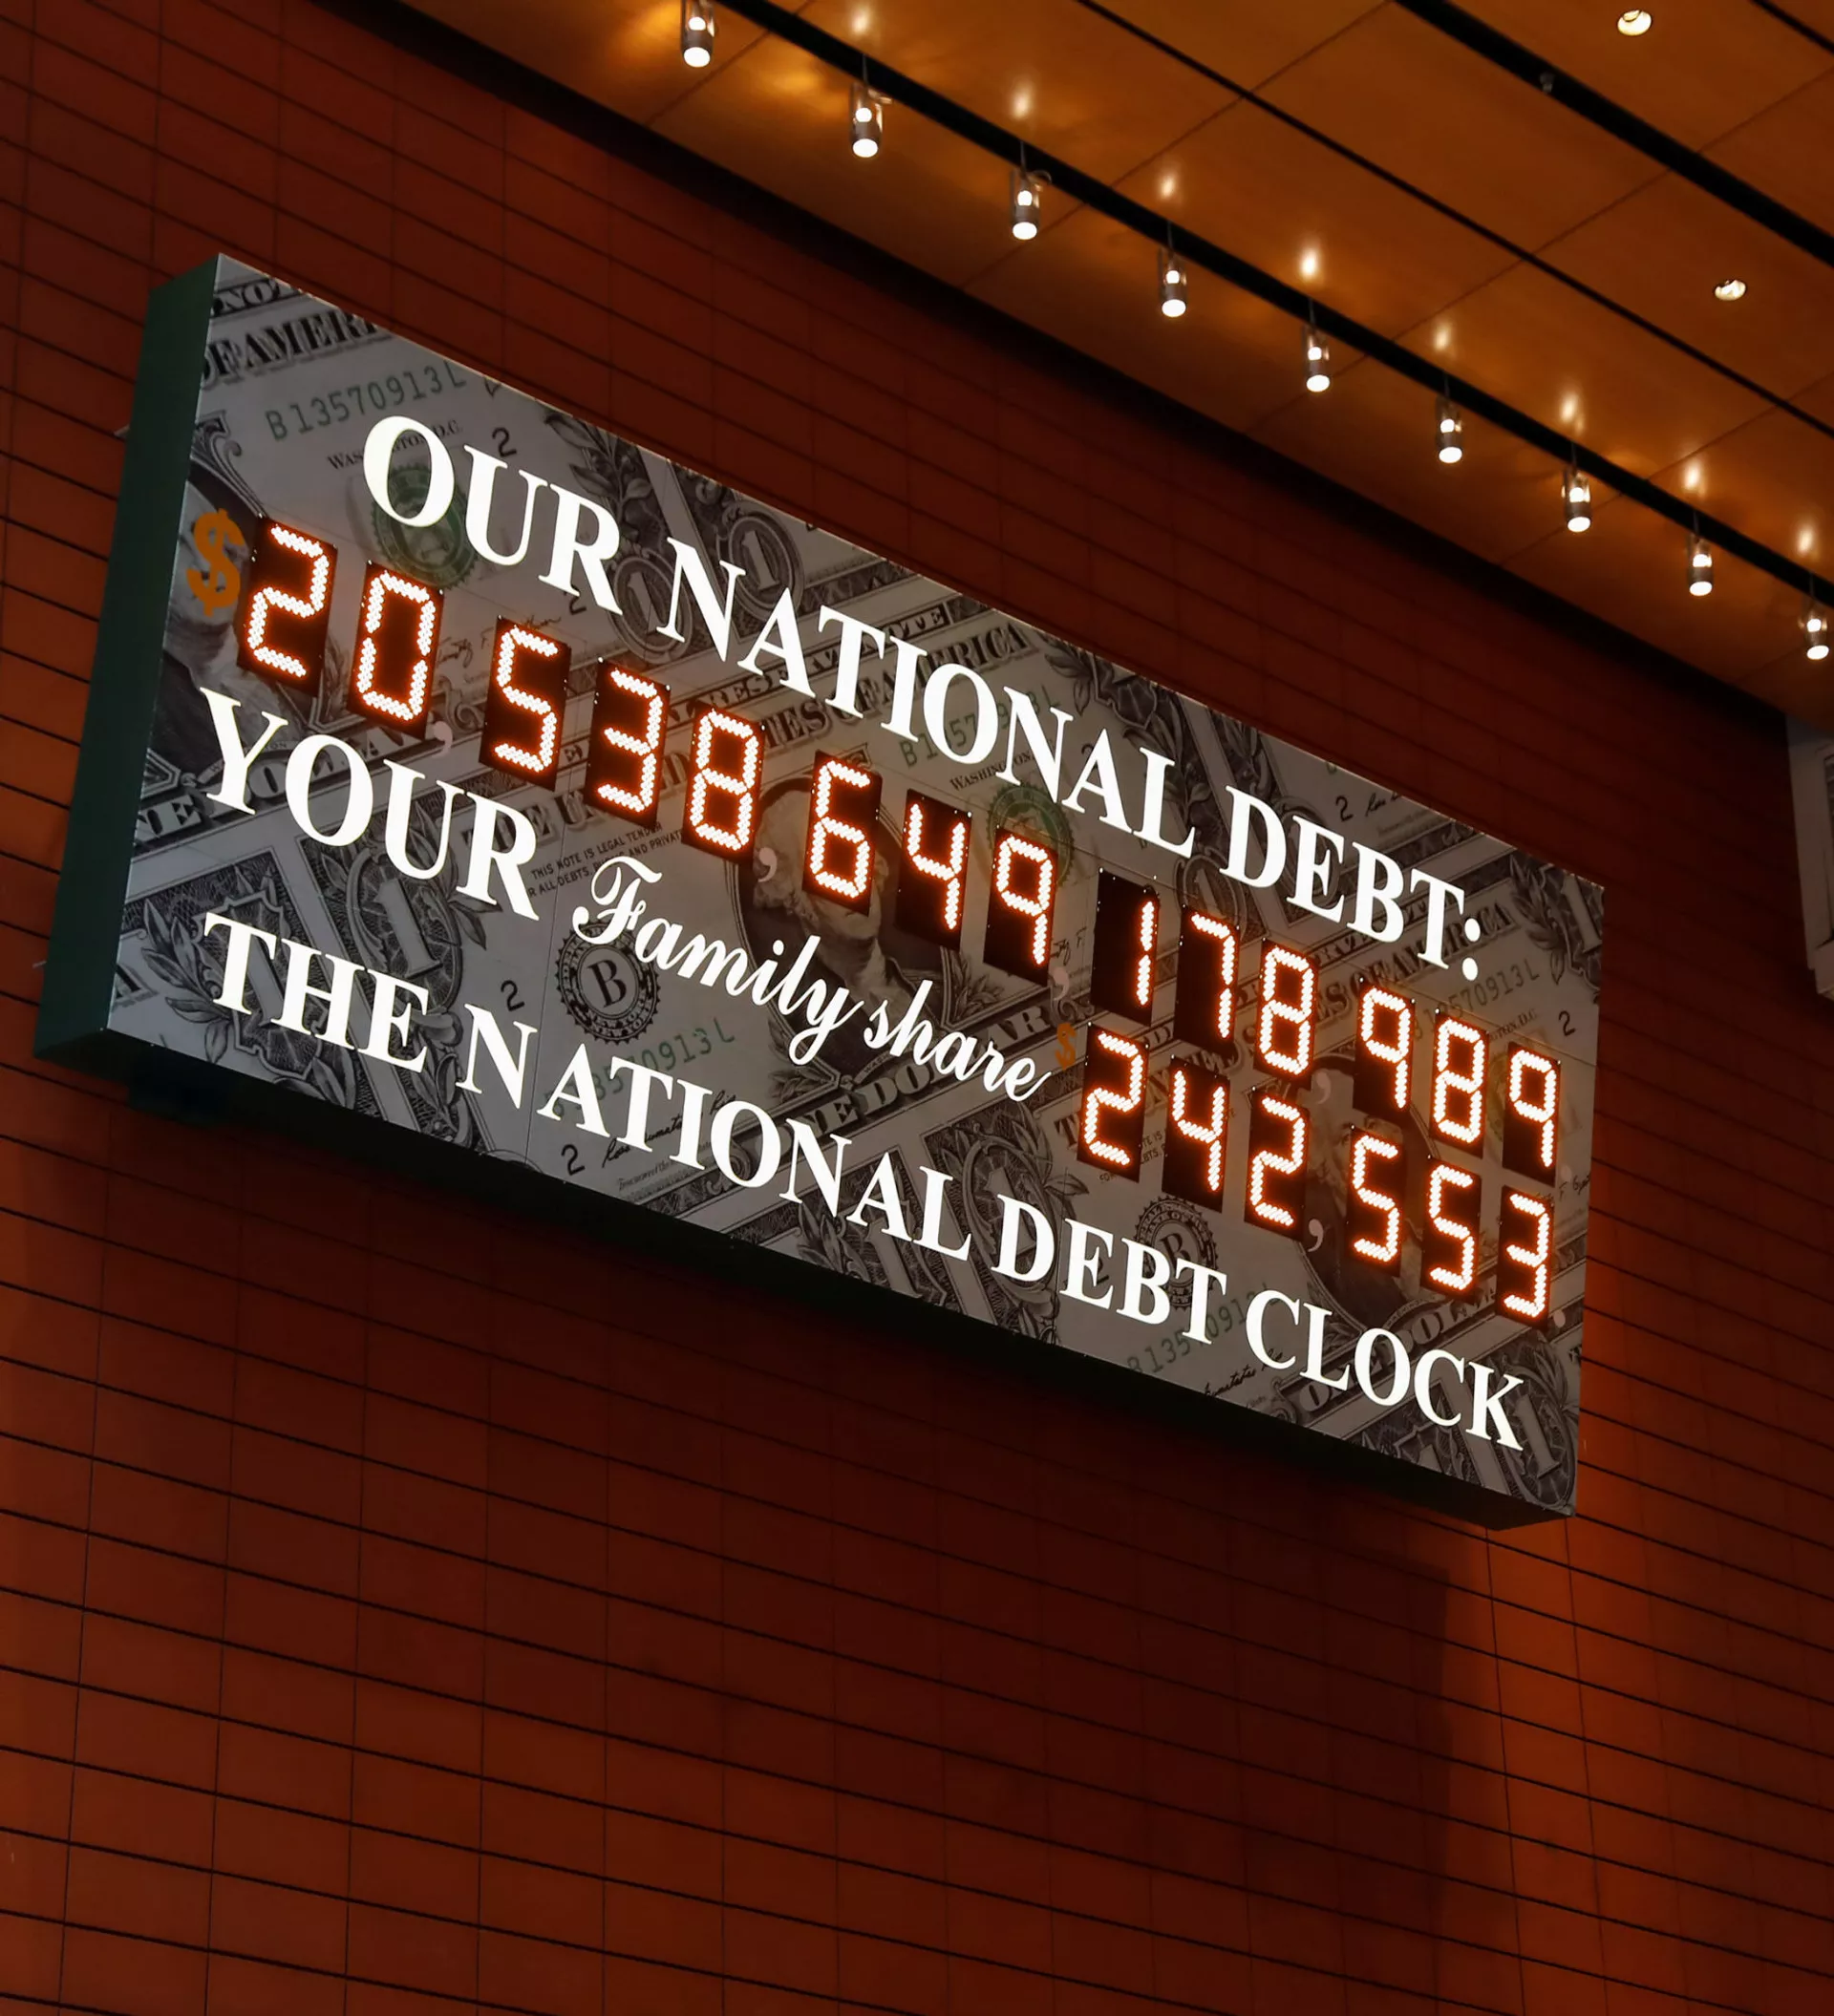 OUR NATIONAL DEBT:
$20,538,649,178,989
YOUR Family share $242,553
THE NATIONAL DEBT CLOCK